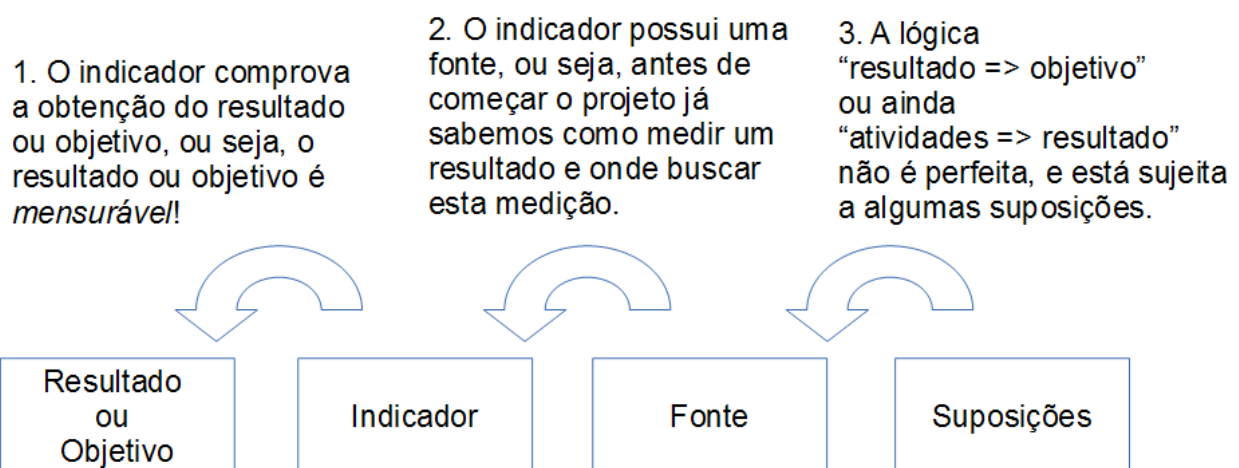 1. O indicador comprova
a obtenção do resultado
ou objetivo, ou seja, o
resultado ou objetivo é
mensurável!
2. O indicador possui uma
fonte, ou seja, antes de
começar o projeto já
sabemos como medir um
resultado e onde buscar
esta medição.
3. A lógica
“resultado => objetivo”
ou ainda
“atividades => resultado”
não é perfeita, e está sujeita
a algumas suposições.
Resultado
ou
Objetivo
Indicador
Fonte
Suposições